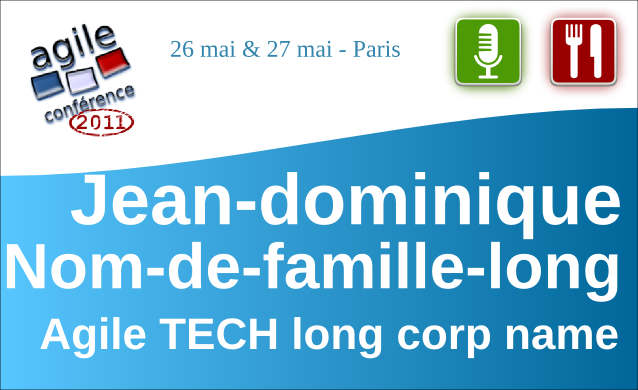 agile
conférence
2011
26 mai & 27 mai - Paris
Jean-dominique
Nom-de-famille-long
Agile TECH long corp name